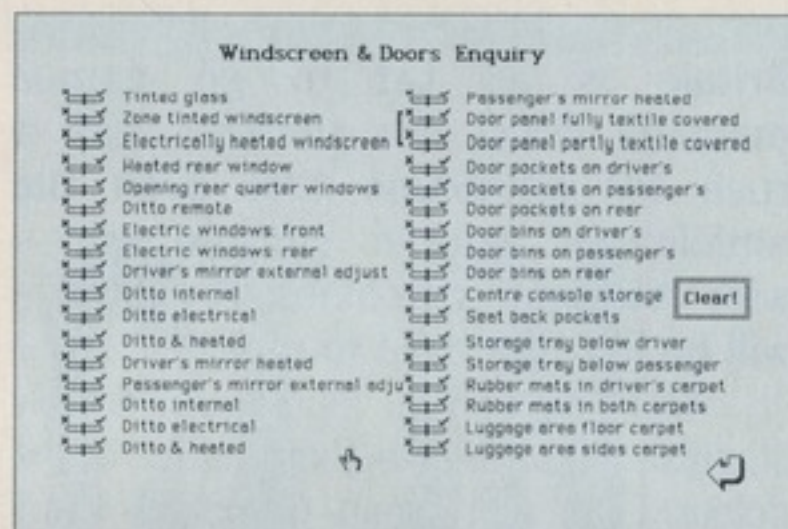 Windscreen & Doors Enquiry
Tinted glass
Zone tinted windscreen
Electrically heated windscreen
Heated rear window
Opening rear quarter windows
Ditto remote
Electric windows: front
Electric windows: rear
Driver's mirror external adjust
Ditto internal
Ditto electrical
Ditto & heated
Driver's mirror heated
Passenger's mirror external adju
Ditto internal
Ditto electrical
Ditto & heated
Passenger's mirror heated
Door panel fully textile covered
Door panel partly textile covered
Door pockets on driver's
Door pockets on passenger's
Door pockets on rear
Door bins on driver's
Door bins on passenger's
Door bins on rear
Centre console storage
Seat back pockets
Storage tray below driver
Storage tray below passenger
Rubber mats in driver's carpet
Rubber mats in both carpets
Luggage area floor carpet
Luggage area sides carpet
Clear!